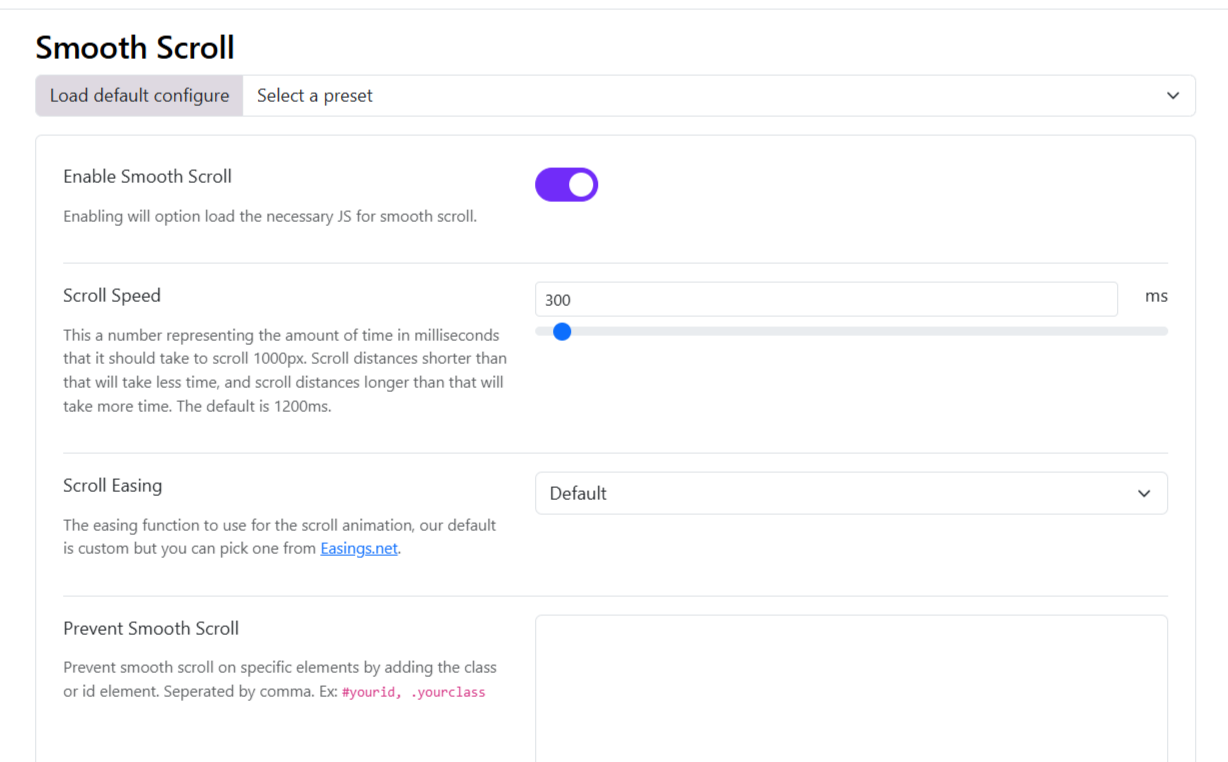 Smooth Scroll
Load default configure
Select a preset
Enable Smooth Scroll
Enabling will option load the necessary JS for smooth scroll.
Scroll Speed
300
ms
This a number representing the amount of time in milliseconds
that it should take to scroll 1000px. Scroll distances shorter than
that will take less time, and scroll distances longer than that will
take more time. The default is 1200ms.
Scroll Easing
Default
The easing function to use for the scroll animation, our default
is custom but you can pick one from Easings.net.
Prevent Smooth Scroll
Prevent smooth scroll on specific elements by adding the class
or id element. Seperated by comma. Ex: #yourid, .yourclass